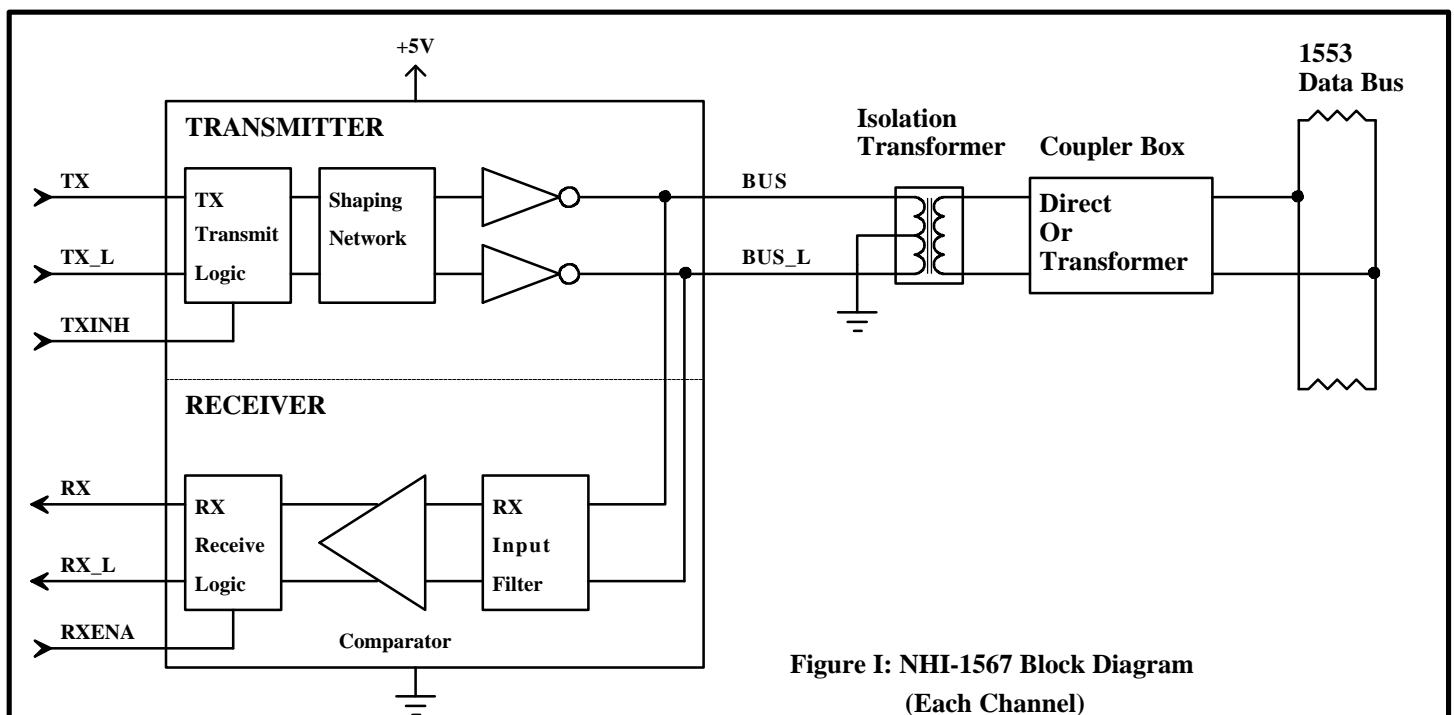 +5V
1553
Data Bus
TRANSMITTER
Isolation
Transformer
Coupler Box
TX
TX_L
TXINH
TX
Transmit
Logic
Shaping
Network
BUS
BUS_L
Direct
Or
Transformer
RECEIVER
RX
RX_L
RXENA
RX
Receive
Logic
Comparator
RX
Input
Filter
Figure I: NHI-1567 Block Diagram
(Each Channel)